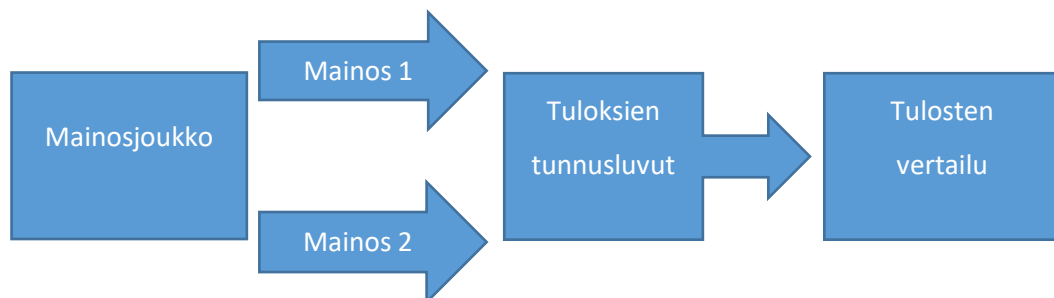 Mainosjoukko
Mainos 1
Mainos 2
Tuloksien
tunnusluvut
Tulosten
vertailu